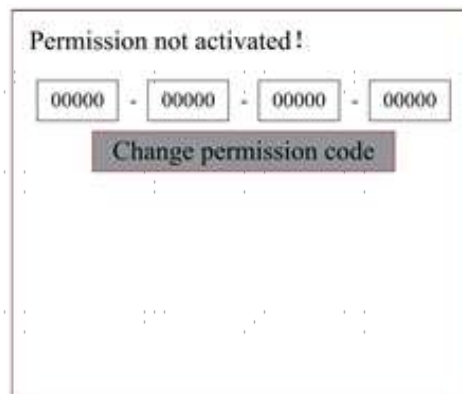 Permission not activated!
00000 - 00000 - 00000 - 00000
Change permission code